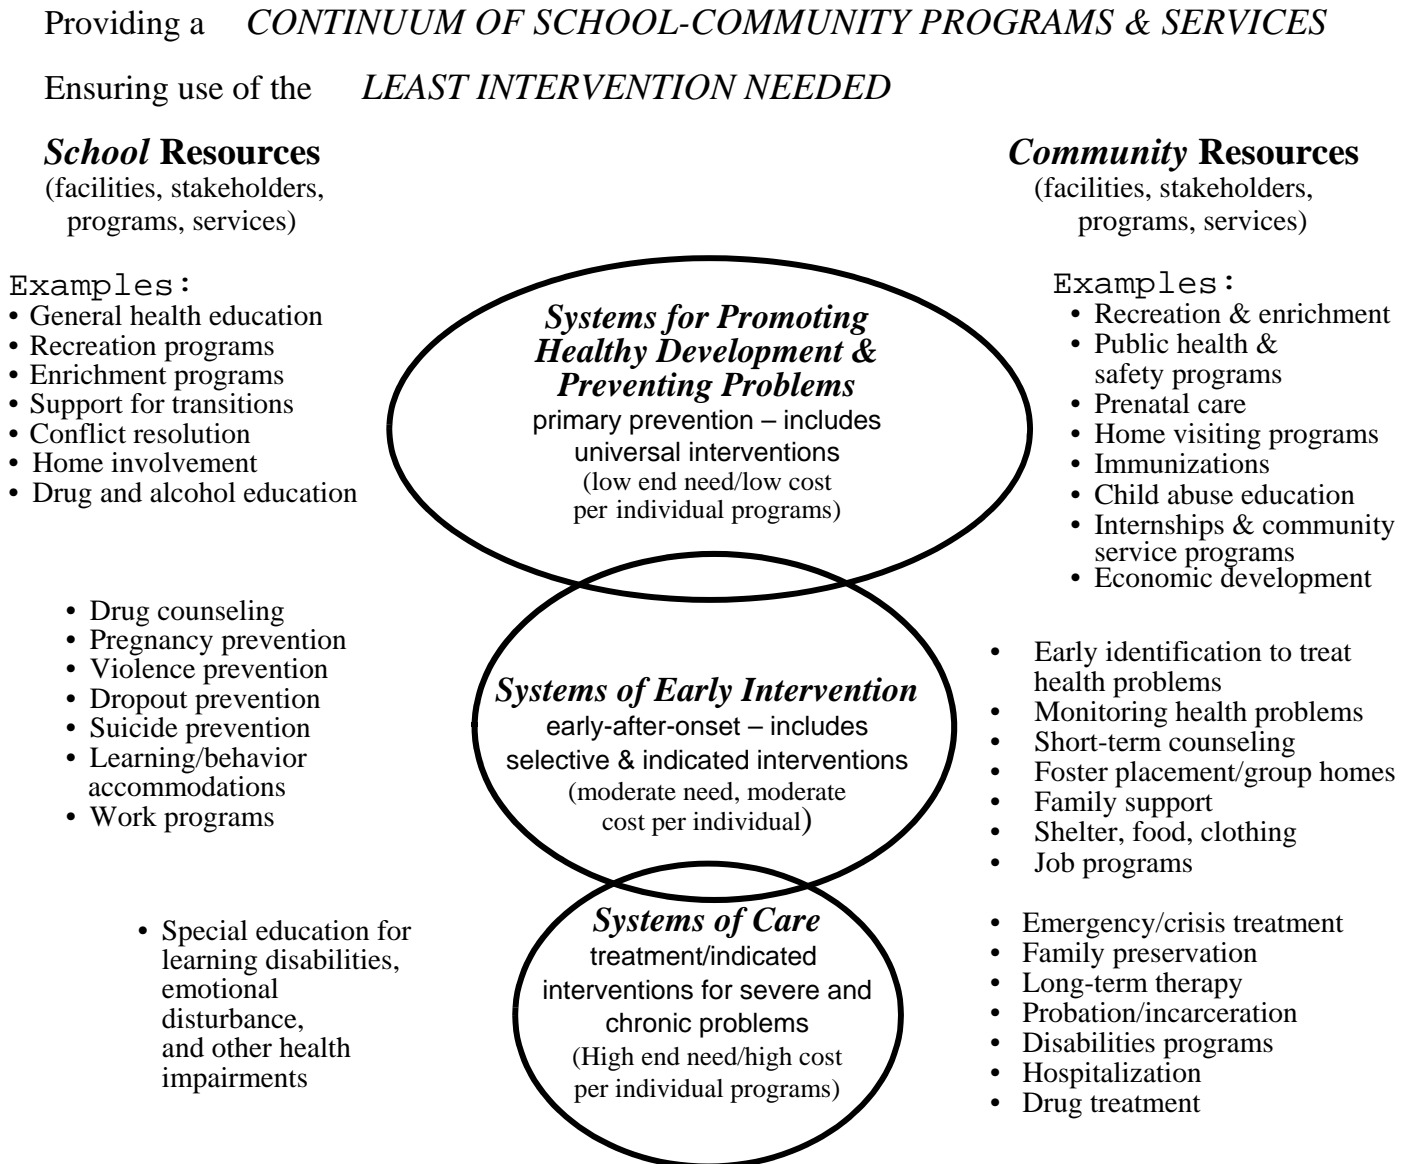 Providing a CONTINUUM OF SCHOOL-COMMUNITY PROGRAMS & SERVICES
Ensuring use of the LEAST INTERVENTION NEEDED
School Resources
(facilities, stakeholders,
programs, services)
Examples:
• General health education
• Recreation programs
• Enrichment programs
• Support for transitions
• Conflict resolution
• Home involvement
• Drug and alcohol education
• Drug counseling
• Pregnancy prevention
• Violence prevention
• Dropout prevention
• Suicide prevention
• Learning/behavior
accommodations
• Work programs
• Special education for
learning disabilities,
emotional
disturbance,
and other health
impairments
Systems for Promoting
Healthy Development &
Preventing Problems
primary prevention – includes
universal interventions
(low end need/low cost
per individual programs)
Systems of Early Intervention
early-after-onset – includes
selective & indicated interventions
(moderate need, moderate
cost per individual)
Systems of Care
treatment/indicated
interventions for severe and
chronic problems
(High end need/high cost
per individual programs)
Community Resources
(facilities, stakeholders,
programs, services)
Examples:
• Recreation & enrichment
• Public health &
safety programs
• Prenatal care
• Home visiting programs
• Immunizations
• Child abuse education
• Internships & community
service programs
• Economic development
• Early identification to treat
health problems
• Monitoring health problems
• Short-term counseling
• Foster placement/group homes
• Family support
• Shelter, food, clothing
• Job programs
• Emergency/crisis treatment
• Family preservation
• Long-term therapy
• Probation/incarceration
• Disabilities programs
• Hospitalization
• Drug treatment